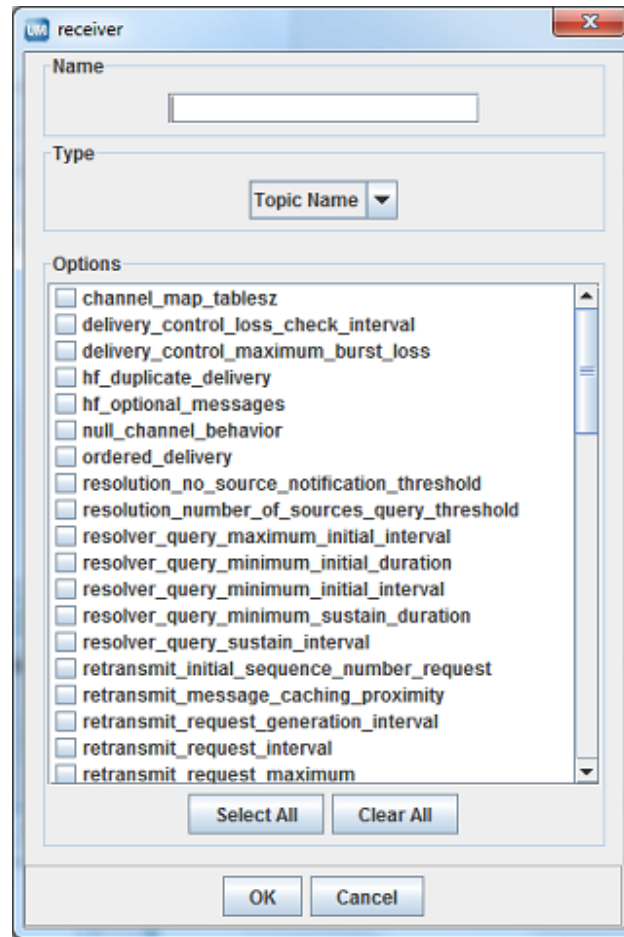 UM receiver
Name
Type
Topic Name
Options
channel_map_tablesz
delivery_control_loss_check_interval
delivery_control_maximum_burst_loss
hf_duplicate_delivery
hf_optional_messages
null_channel_behavior
ordered_delivery
resolution_no_source_notification_threshold
resolution_number_of_sources_query_threshold
resolver_query_maximum_initial_interval
resolver_query_minimum_initial_duration
resolver_query_minimum_initial_interval
resolver_query_minimum_sustain_duration
resolver_query_sustain_interval
retransmit_initial_sequence_number_request
retransmit_message_caching_proximity
retransmit_request_generation_interval
retransmit_request_interval
retransmit_request_maximum
Select All Clear All
OK Cancel